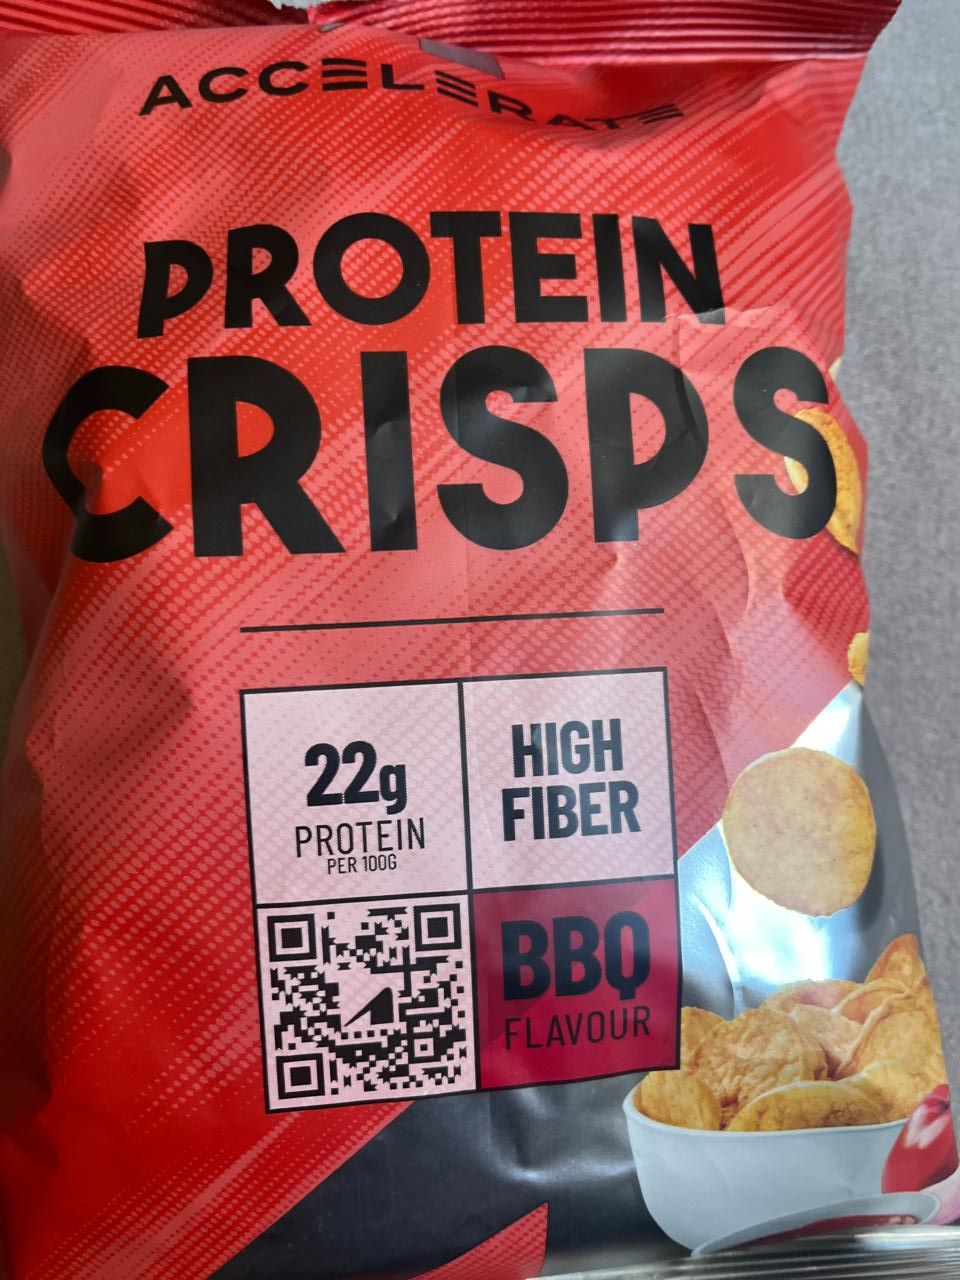 ACCELERATE
PROTEIN
CRISPS
22g
PROTEIN
PER 100G
HIGH
FIBER
BBQ
FLAVOUR